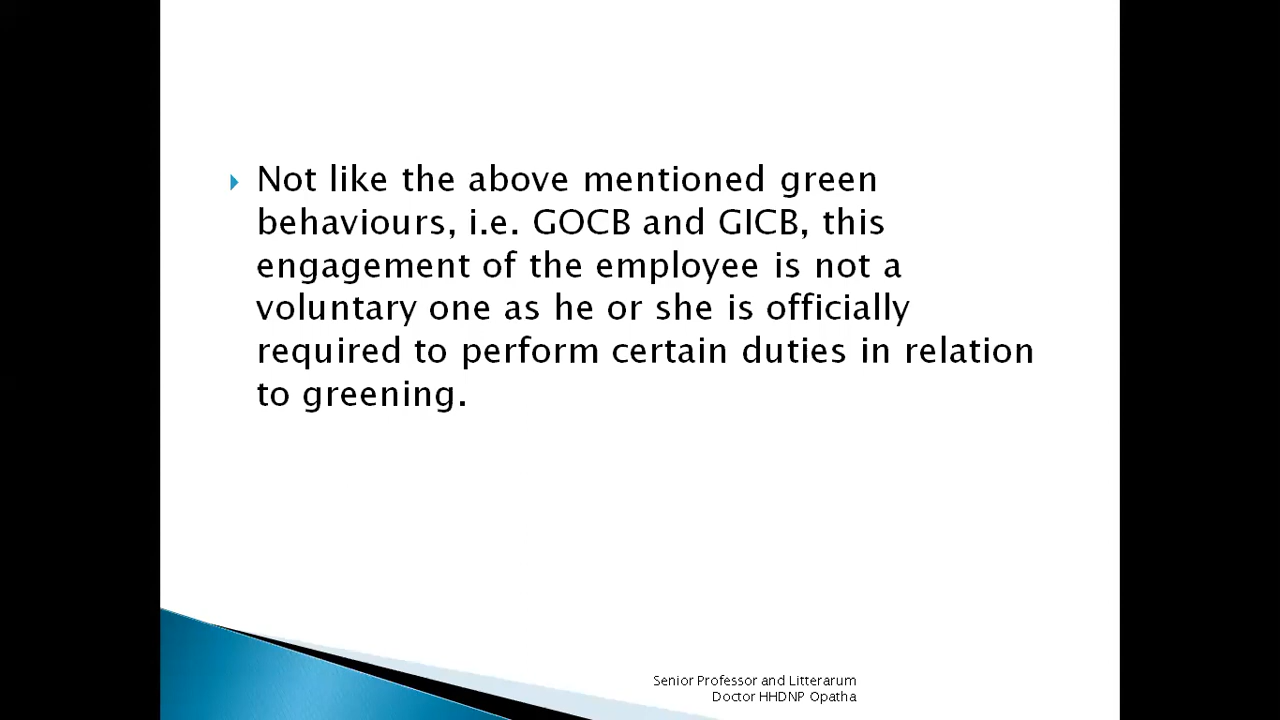 Not like the above mentioned green
behaviours, i.e. GOCB and GICB, this
engagement of the employee is not a
voluntary one as he or she is officially
required to perform certain duties in relation
to greening.
Senior Professor and Litterarum
Doctor HHDNP Opatha